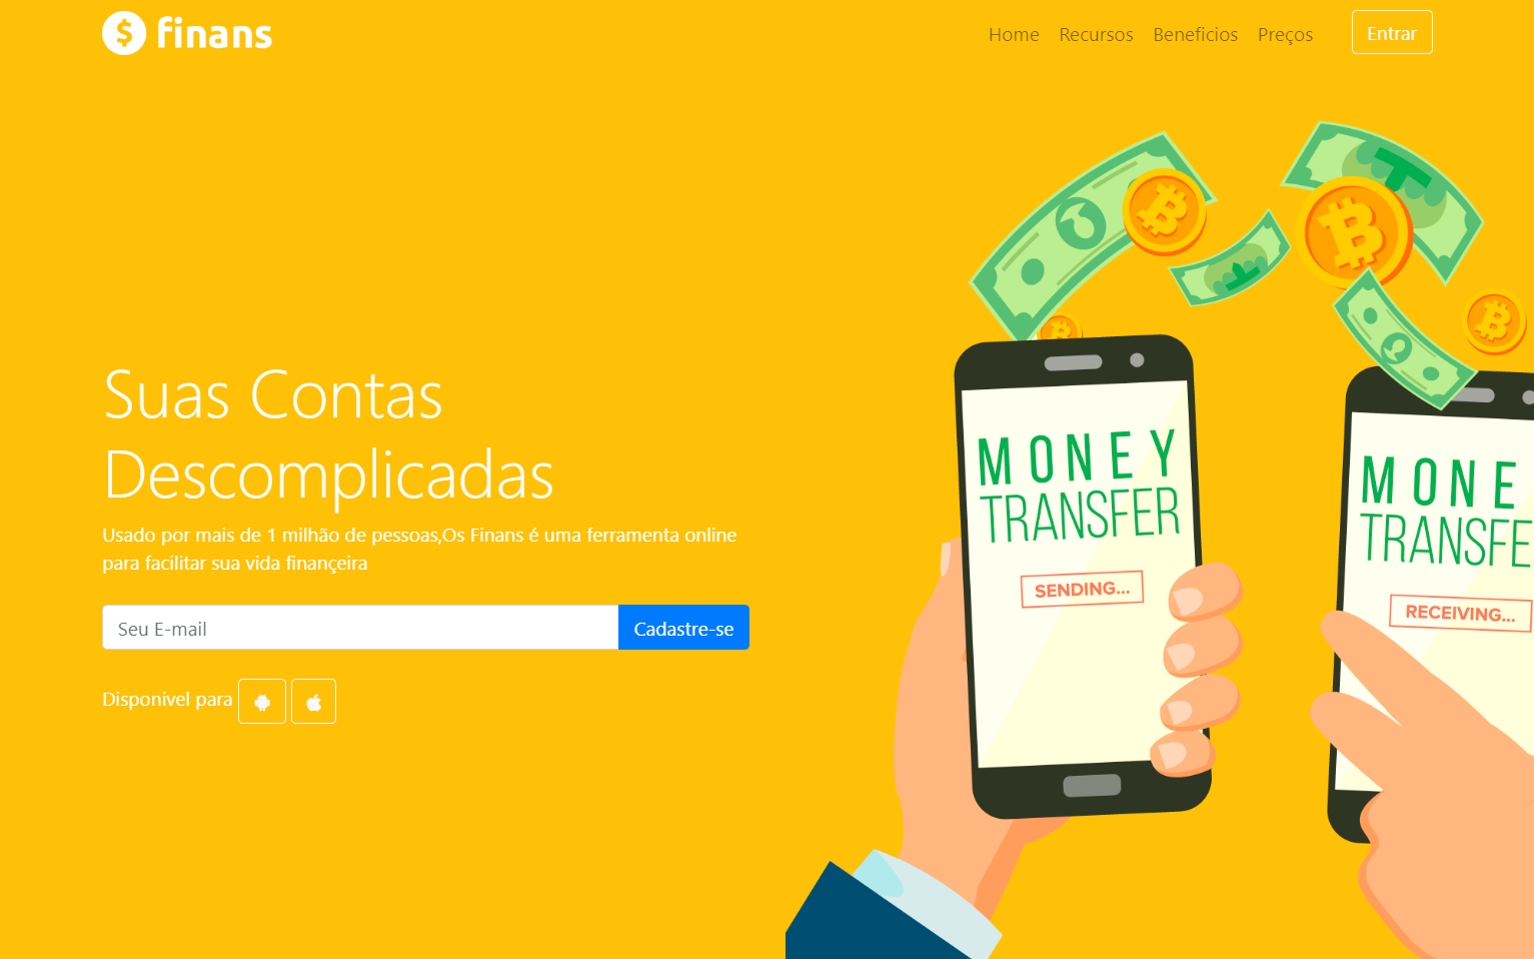 finans
Home Recursos Beneficios Preços Entrar
Suas Contas
Descomplicadas
Usado por mais de 1 milhão de pessoas,Os Finans é uma ferramenta online
para facilitar sua vida finançeira
Seu E-mail Cadastre-se
Disponivel para
MONEY
TRANSFER
SENDING...
MONE
TRANSFE
RECEIVING...